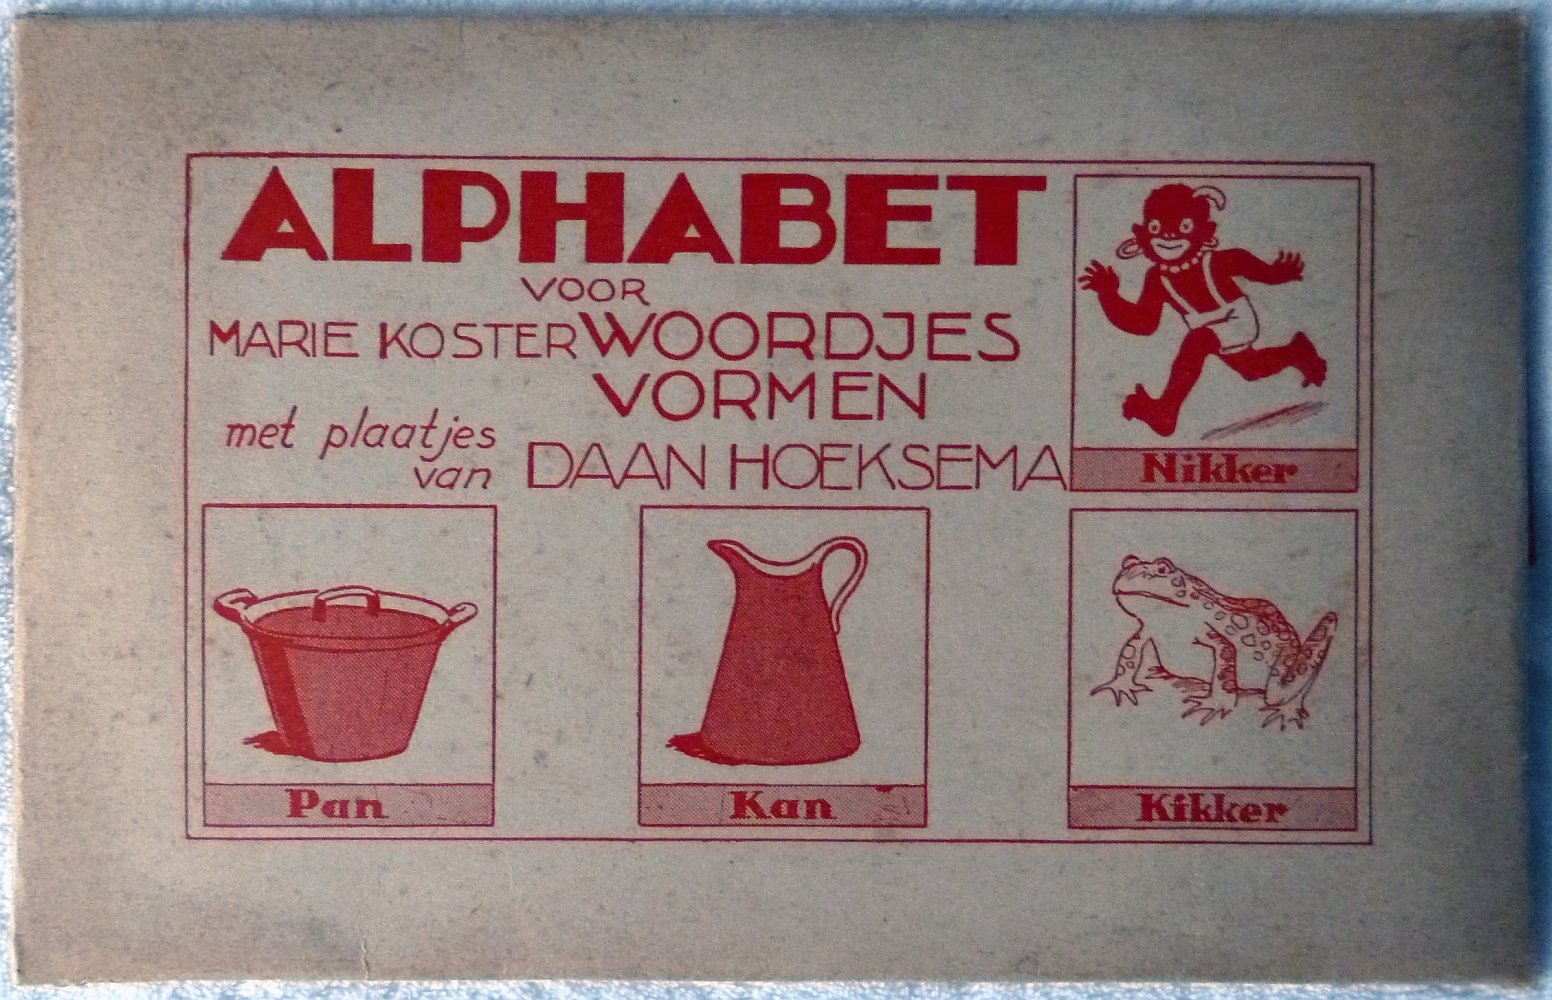 ALPHABET
VOOR
MARIE KOSTER WOORDJES
VORMEN
met plaatjes
van DAAN HOEKSEMA
Nikker
Pan
Kan
Kikker